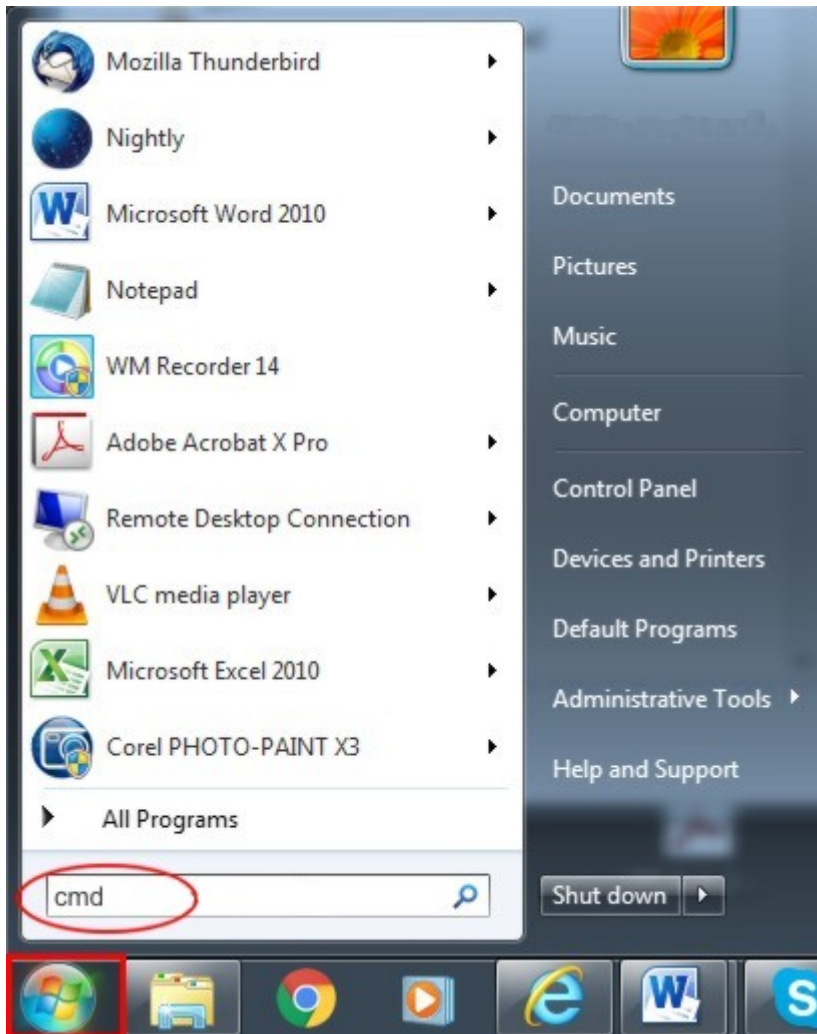 Mozilla Thunderbird
Nightly
Microsoft Word 2010
Notepad
WM Recorder 14
Adobe Acrobat X Pro
Remote Desktop Connection
VLC media player
Microsoft Excel 2010
Corel PHOTO-PAINT X3
All Programs
cmd
Documents
Pictures
Music
Computer
Control Panel
Devices and Printers
Default Programs
Administrative Tools
Help and Support
Shut down